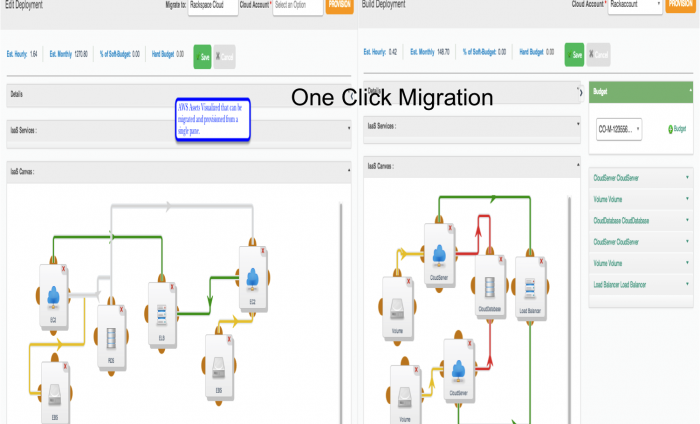 Edit Deployment
Migrate to: Rackspace Cloud
Cloud Account* Select an Option
PROVISION
Est. Hourly: 1.64
Est. Monthly 1270.80
% of Soft-Budget: 0.00
Hard Budget 0.00
Save
Cancel
Details
AWS Assets Visualized that can be
migrated and provisioned from a
single pane.
IaaS Services :
IaaS Canvas :
EC2
RDS
ELB
EC2
EBS
EBS
One Click Migration
Build Deployment
Cloud Account* Rackaccount
PROVISION
Est. Hourly: 0.42
Est. Monthly 148.70
% of Soft-Budget: 0.00
Hard Budget 0.00
Save
Cancel
Details
IaaS Services :
IaaS Canvas :
CloudServer
Volume
CloudDatabase
Load Balancer
CloudServer
Volume
Budget
Budget
CloudServer CloudServer
Volume Volume
CloudDatabase CloudDatabase
CloudServer CloudServer
Volume Volume
Load Balancer Load Balancer